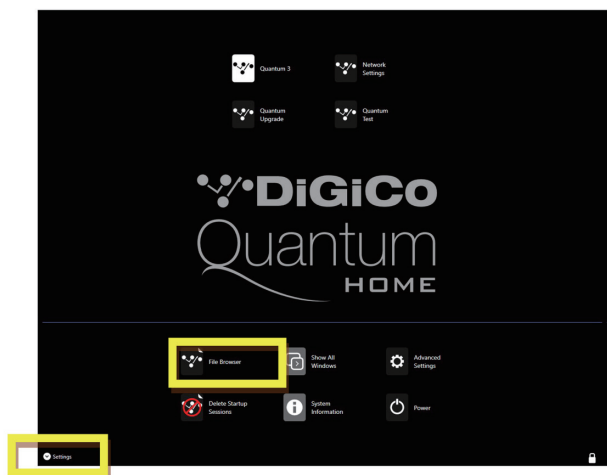 Quantum 3
Network
Settings
Quantum
Upgrade
Quantum
Test
DiGiCo
Quantum
HOME
File Browser
Show All
Windows
Advanced
Settings
Delete Startup
Sessions
System
Information
Power
Settings